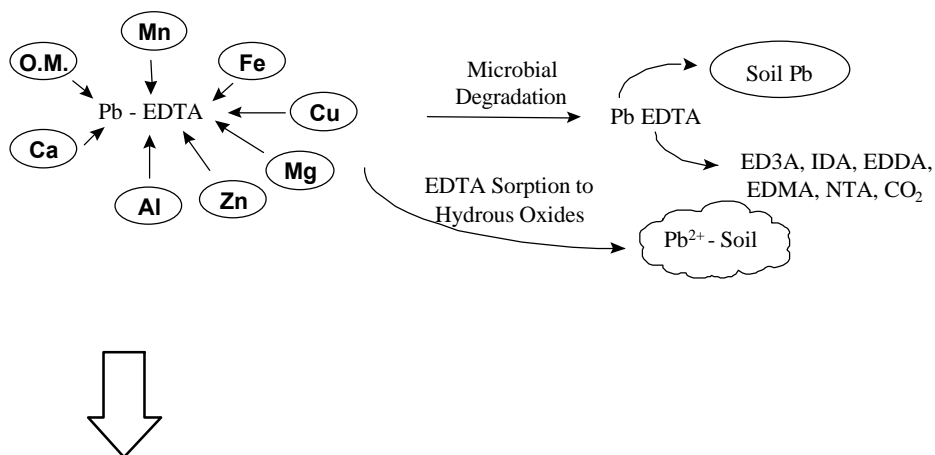 Mn
O.M.
Fe
Pb - EDTA
Cu
Ca
Mg
Al
Zn
Microbial
Degradation
Pb EDTA
Soil Pb
ED3A, IDA, EDDA,
EDMA, NTA, CO₂
EDTA Sorption to
Hydrous Oxides
Pb²⁺ - Soil